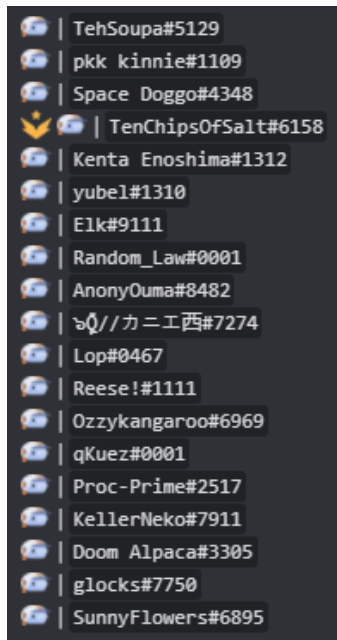 | TehSoupa#5129
| pkk kinnie#1109
| Space Doggo#4348
| TenChipsOfSalt#6158
| Kenta Enoshima#1312
| yubel#1310
| Elk#9111
| Random_Law#0001
| AnonyOuma#8482
| //カニエ西#7274
| Lop#0467
| Reese!#1111
| Ozzykangaroo#6969
| qKuez#0001
| Proc-Prime#2517
| KellerNeko#7911
| Doom Alpaca#3305
| glocks#7750
| SunnyFlowers#6895